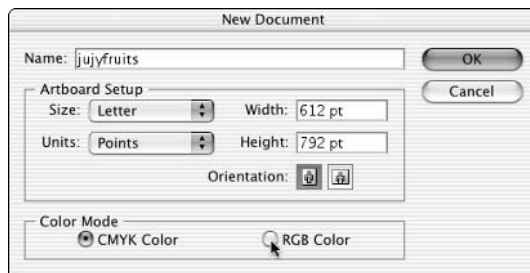 New Document
Name: jujyfruits
OK
Artboard Setup
Cancel
Size: Letter Width: 612 pt
Units: Points Height: 792 pt
Orientation:
Color Mode
CMYK Color RGB Color